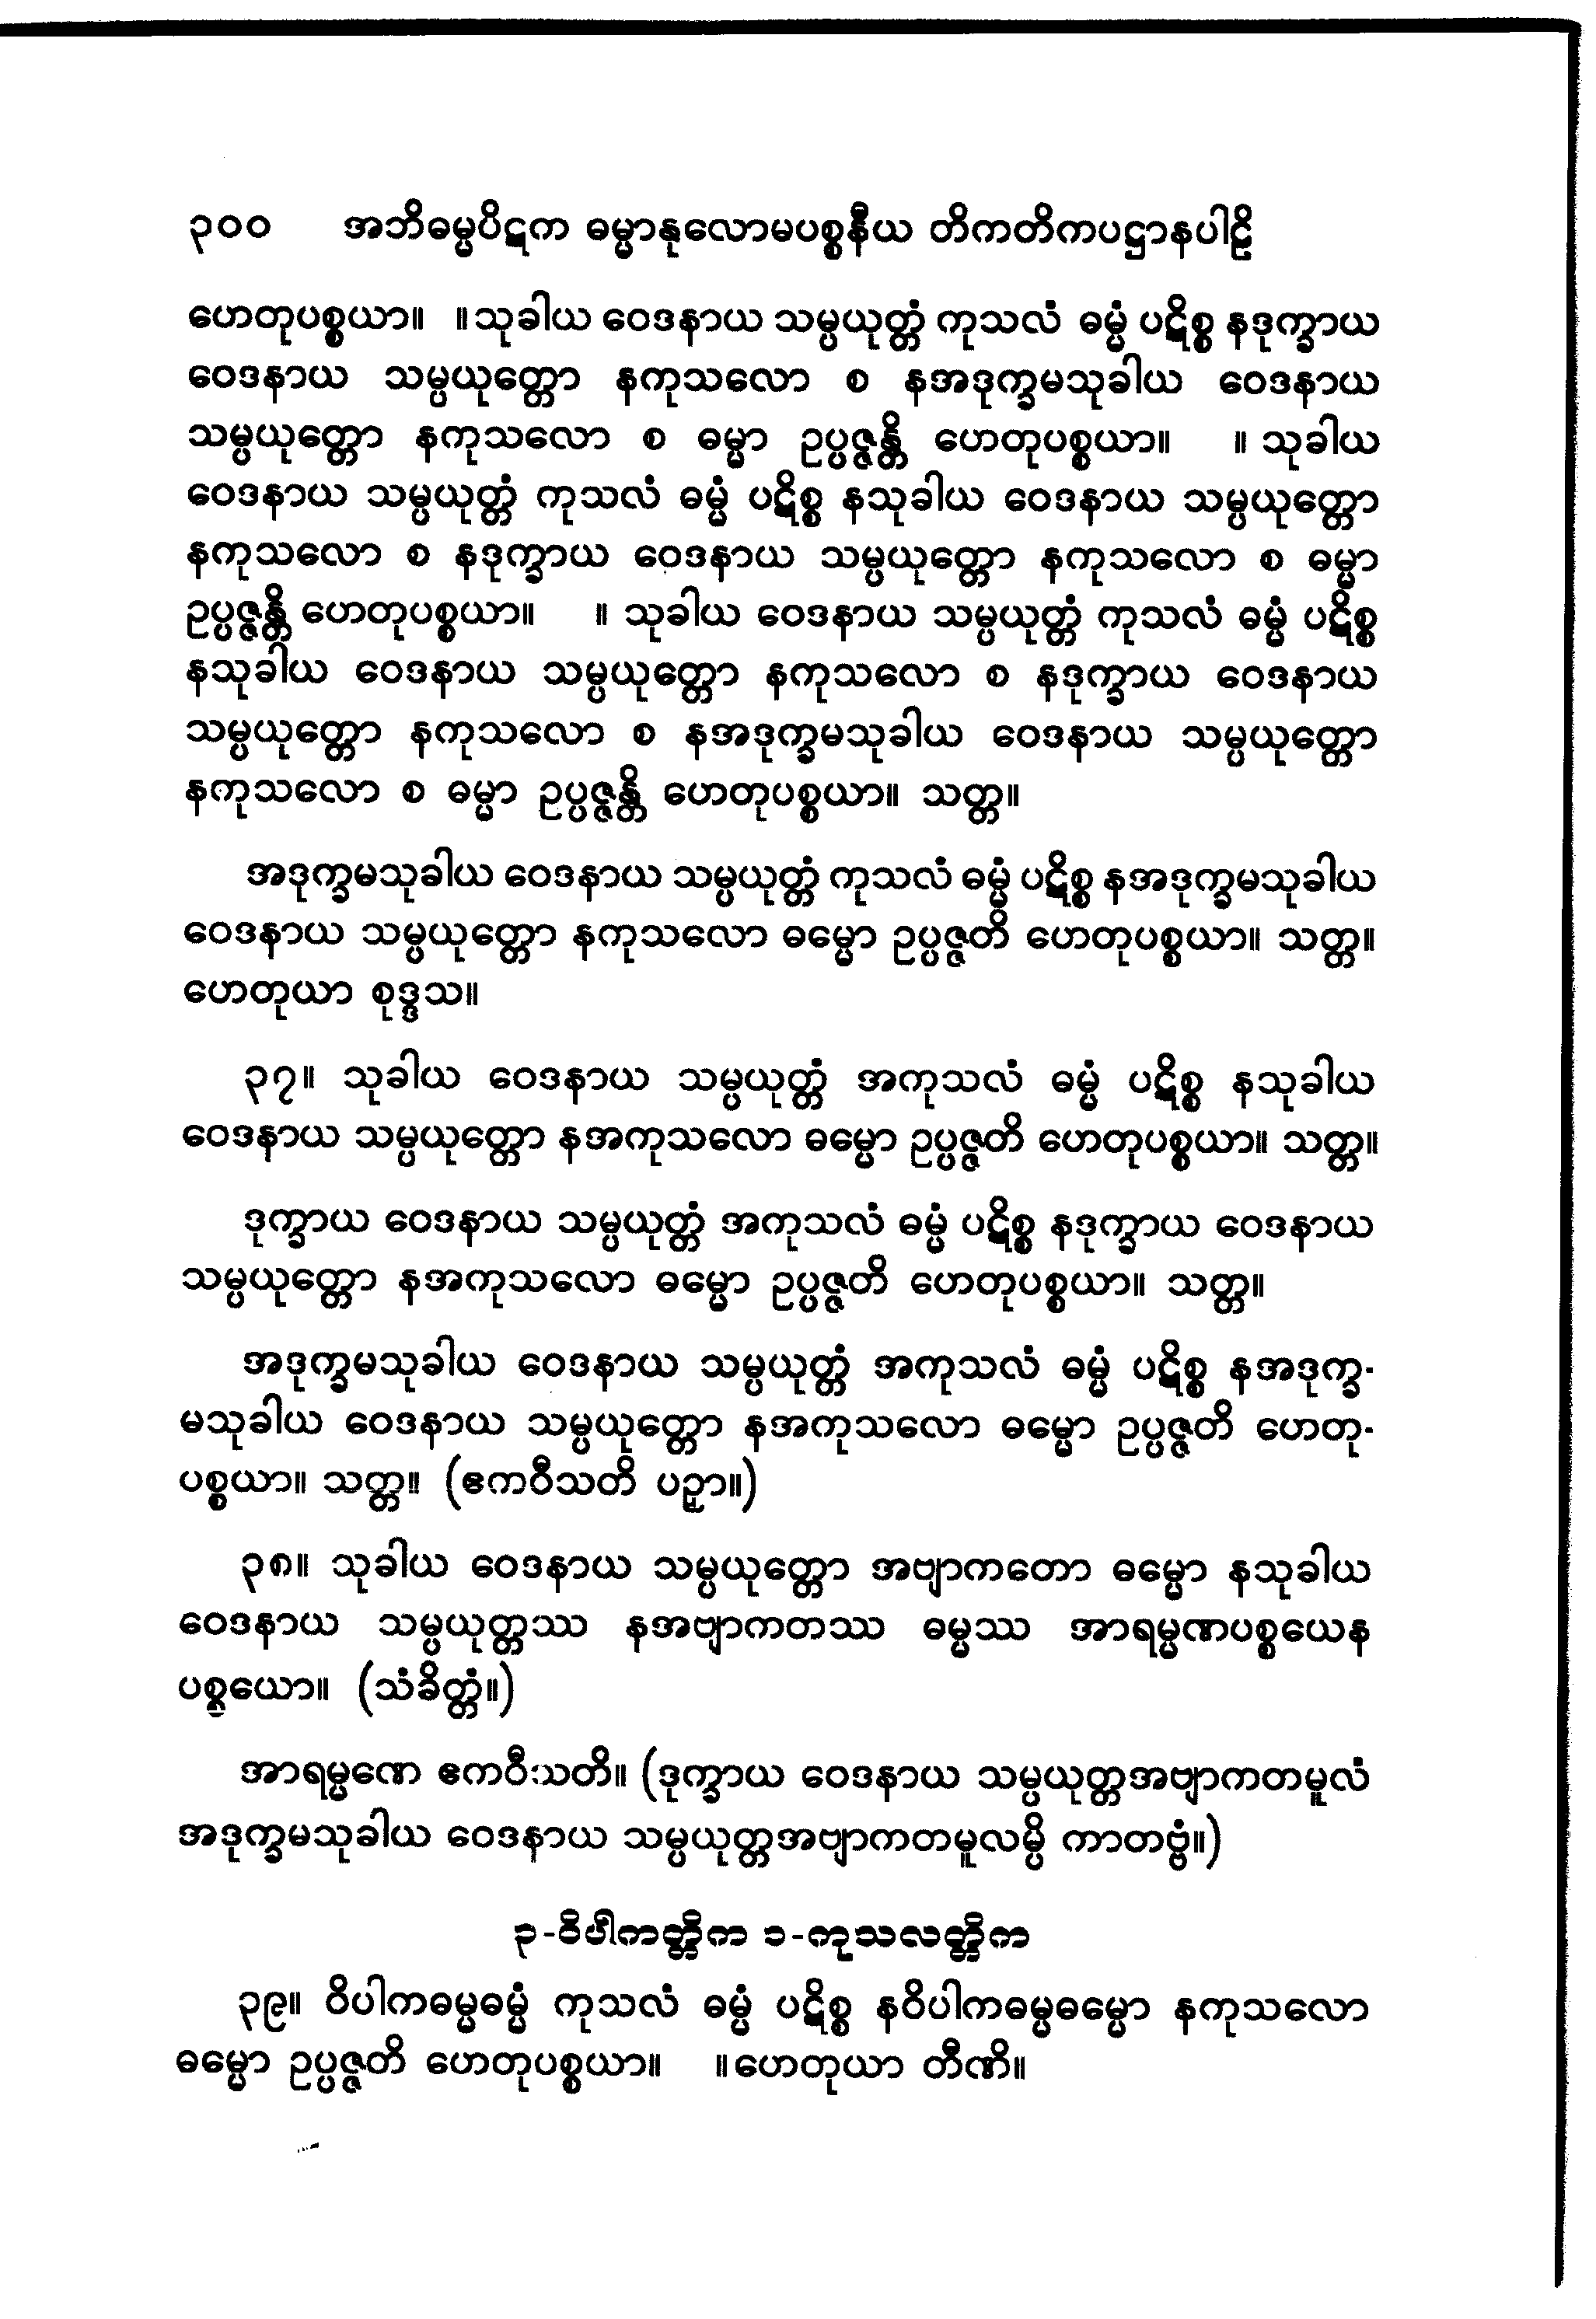 ၃၀၀ အဘိဓမ္မပိဋက ဓမ္မာနုလောမပစ္စနီယ တိကတိကပဋ္ဌာနပါဠိ
ဟေတုပစ္စယာ။ ။သုခါယ ဝေဒနာယ သမ္ပယုတ္တံ ကုသလံ ဓမ္မံ ပဋိစ္စ နဒုက္ခာယ
ဝေဒနာယ သမ္ပယုတ္တော နကုသလော စ နအဒုက္ခမသုခါယ ဝေဒနာယ
သမ္ပယုတ္တော နကုသလော စ ဓမ္မာ ဥပ္ပဇ္ဇန္တိ ဟေတုပစ္စယာ။ ။ သုခါယ
ဝေဒနာယ သမ္ပယုတ္တံ ကုသလံ ဓမ္မံ ပဋိစ္စ နသုခါယ ဝေဒနာယ သမ္ပယုတ္တော
နကုသလော စ နဒုက္ခာယ ဝေဒနာယ သမ္ပယုတ္တော နကုသလော စ ဓမ္မာ
ဥပ္ပဇ္ဇန္တိ ဟေတုပစ္စယာ။ ။ သုခါယ ဝေဒနာယ သမ္ပယုတ္တံ ကုသလံ ဓမ္မံ ပဋိစ္စ
နသုခါယ ဝေဒနာယ သမ္ပယုတ္တော နကုသလော စ နဒုက္ခာယ ဝေဒနာယ
သမ္ပယုတ္တော နကုသလော စ နအဒုက္ခမသုခါယ ဝေဒနာယ သမ္ပယုတ္တော
နကုသလော စ ဓမ္မာ ဥပ္ပဇ္ဇန္တိ ဟေတုပစ္စယာ။ သတ္တ။
အဒုက္ခမသုခါယ ဝေဒနာယ သမ္ပယုတ္တံ ကုသလံ ဓမ္မံ ပဋိစ္စ နအဒုက္ခမသုခါယ
ဝေဒနာယ သမ္ပယုတ္တော နကုသလော ဓမ္မော ဥပ္ပဇ္ဇတိ ဟေတုပစ္စယာ။ သတ္တ။
ဟေတုယာ စုဒ္ဒသ။
၃၇။ သုခါယ ဝေဒနာယ သမ္ပယုတ္တံ အကုသလံ ဓမ္မံ ပဋိစ္စ နသုခါယ
ဝေဒနာယ သမ္ပယုတ္တော နအကုသလော ဓမ္မော ဥပ္ပဇ္ဇတိ ဟေတုပစ္စယာ။ သတ္တ။
ဒုက္ခာယ ဝေဒနာယ သမ္ပယုတ္တံ အကုသလံ ဓမ္မံ ပဋိစ္စ နဒုက္ခာယ ဝေဒနာယ
သမ္ပယုတ္တော နအကုသလော ဓမ္မော ဥပ္ပဇ္ဇတိ ဟေတုပစ္စယာ။ သတ္တ။
အဒုက္ခမသုခါယ ဝေဒနာယ သမ္ပယုတ္တံ အကုသလံ ဓမ္မံ ပဋိစ္စ နအဒုက္ခ-
မသုခါယ ဝေဒနာယ သမ္ပယုတ္တော နအကုသလော ဓမ္မော ဥပ္ပဇ္ဇတိ ဟေတု-
ပစ္စယာ။ သတ္တ။ (ဧကဝီသတိ ပဉှာ။)
၃၈။ သုခါယ ဝေဒနာယ သမ္ပယုတ္တော အဗျာကတော ဓမ္မော နသုခါယ
ဝေဒနာယ သမ္ပယုတ္တဿ နအဗျာကတဿ ဓမ္မဿ အာရမ္မဏပစ္စယေန
ပစ္စယော။ (သံခိတ္တံ။)
အာရမ္မဏေ ဧကဝီသတိ။ (ဒုက္ခာယ ဝေဒနာယ သမ္ပယုတ္တအဗျာကတမူလံ
အဒုက္ခမသုခါယ ဝေဒနာယ သမ္ပယုတ္တအဗျာကတမူလမ္ပိ ကာတဗ္ဗံ။)
၃-ဝိပါကတ္တိက ၁-ကုသလတ္တိက
၃၉။ ဝိပါကဓမ္မဓမ္မံ ကုသလံ ဓမ္မံ ပဋိစ္စ နဝိပါကဓမ္မဓမ္မော နကုသလော
ဓမ္မော ဥပ္ပဇ္ဇတိ ဟေတုပစ္စယာ။ ။ဟေတုယာ တီဏိ။